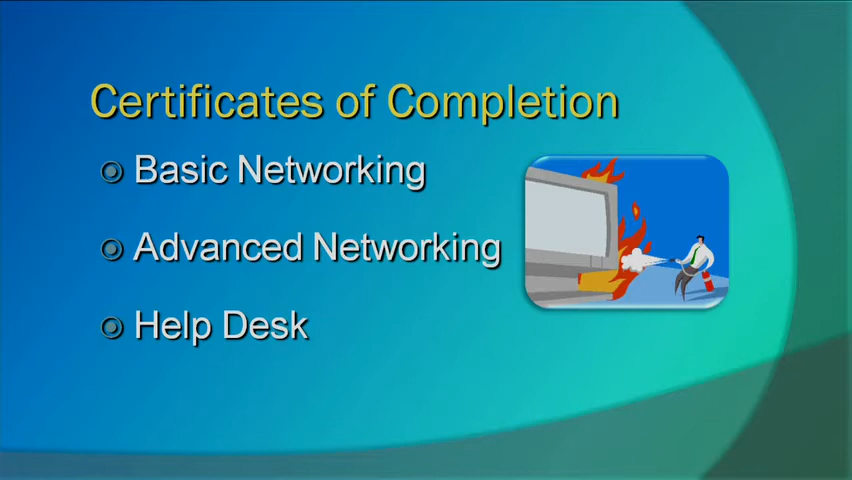 Certificates of Completion
Basic Networking
Advanced Networking
Help Desk